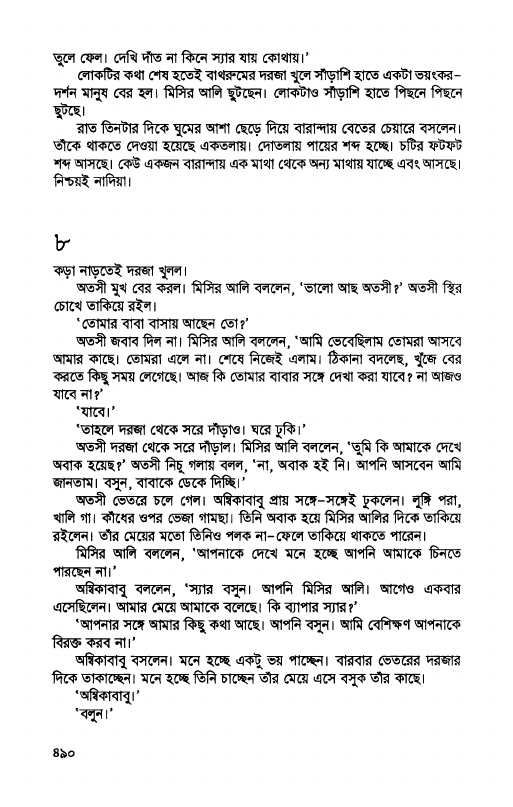 তুলে ফেল। দেখি দাঁত না কিনে স্যার যায় কোথায়।’
লোকটির কথা শেষ হতেই বাথরুমের দরজা খুলে সাঁড়াশি হাতে একটা ভয়ংকর–
দর্শন মানুষ বের হল। মিসির আলি ছুটছেন। লোকটাও সাঁড়াশি হাতে পিছনে পিছনে
ছুটছে।
রাত তিনটার দিকে ঘুমের আশা ছেড়ে দিয়ে বারান্দায় বেতের চেয়ারে বসলেন।
তাঁকে থাকতে দেওয়া হয়েছে একতলায়। দোতলায় পায়ের শব্দ হচ্ছে। চটির ফটফট
শব্দ আসছে। কেউ একজন বারান্দায় এক মাথা থেকে অন্য মাথায় যাচ্ছে এবং আসছে।
নিশ্চয়ই নাদিয়া।
৮
কড়া নাড়তেই দরজা খুলল।
অতসী মুখ বের করল। মিসির আলি বললেন, ‘ভালো আছ অতসী?’ অতসী স্থির
চোখে তাকিয়ে রইল।
‘তোমার বাবা বাসায় আছেন তো?’
অতসী জবাব দিল না। মিসির আলি বললেন, ‘আমি ভেবেছিলাম তোমরা আসবে
আমার কাছে। তোমরা এলে না। শেষে নিজেই এলাম। ঠিকানা বদলেছ, খুঁজে বের
করতে কিছু সময় লেগেছে। আজ কি তোমার বাবার সঙ্গে দেখা করা যাবে? না আজও
যাবে না?’
‘যাবে।’
‘তাহলে দরজা থেকে সরে দাঁড়াও। ঘরে ঢুকি।’
অতসী দরজা থেকে সরে দাঁড়াল। মিসির আলি বললেন, ‘তুমি কি আমাকে দেখে
অবাক হয়েছ?’ অতসী নিচু গলায় বলল, ‘না, অবাক হই নি। আপনি আসবেন আমি
জানতাম। বসুন, বাবাকে ডেকে দিচ্ছি।’
অতসী ভেতরে চলে গেল। অম্বিকাবাবু প্রায় সঙ্গে–সঙ্গেই ঢুকলেন। লুঙ্গি পরা,
খালি গা। কাঁধের ওপর ভেজা গামছা। তিনি অবাক হয়ে মিসির আলির দিকে তাকিয়ে
রইলেন। তাঁর মেয়ের মতো তিনিও পলক না–ফেলে তাকিয়ে থাকতে পারেন।
মিসির আলি বললেন, ‘আপনাকে দেখে মনে হচ্ছে আপনি আমাকে চিনতে
পারছেন না।’
অম্বিকাবাবু বললেন, ‘স্যার বসুন। আপনি মিসির আলি। আগেও একবার
এসেছিলেন। আমার মেয়ে আমাকে বলেছে। কি ব্যাপার স্যার?’
‘আপনার সঙ্গে আমার কিছু কথা আছে। আপনি বসুন। আমি বেশিক্ষণ আপনাকে
বিরক্ত করব না।’
অম্বিকাবাবু বসলেন। মনে হচ্ছে একটু ভয় পাচ্ছেন। বারবার ভেতরের দরজার
দিকে তাকাচ্ছেন। মনে হচ্ছে তিনি চাচ্ছেন তাঁর মেয়ে এসে বসুক তাঁর কাছে।
‘অম্বিকাবাবু।’
‘বলুন।’
৪৯০